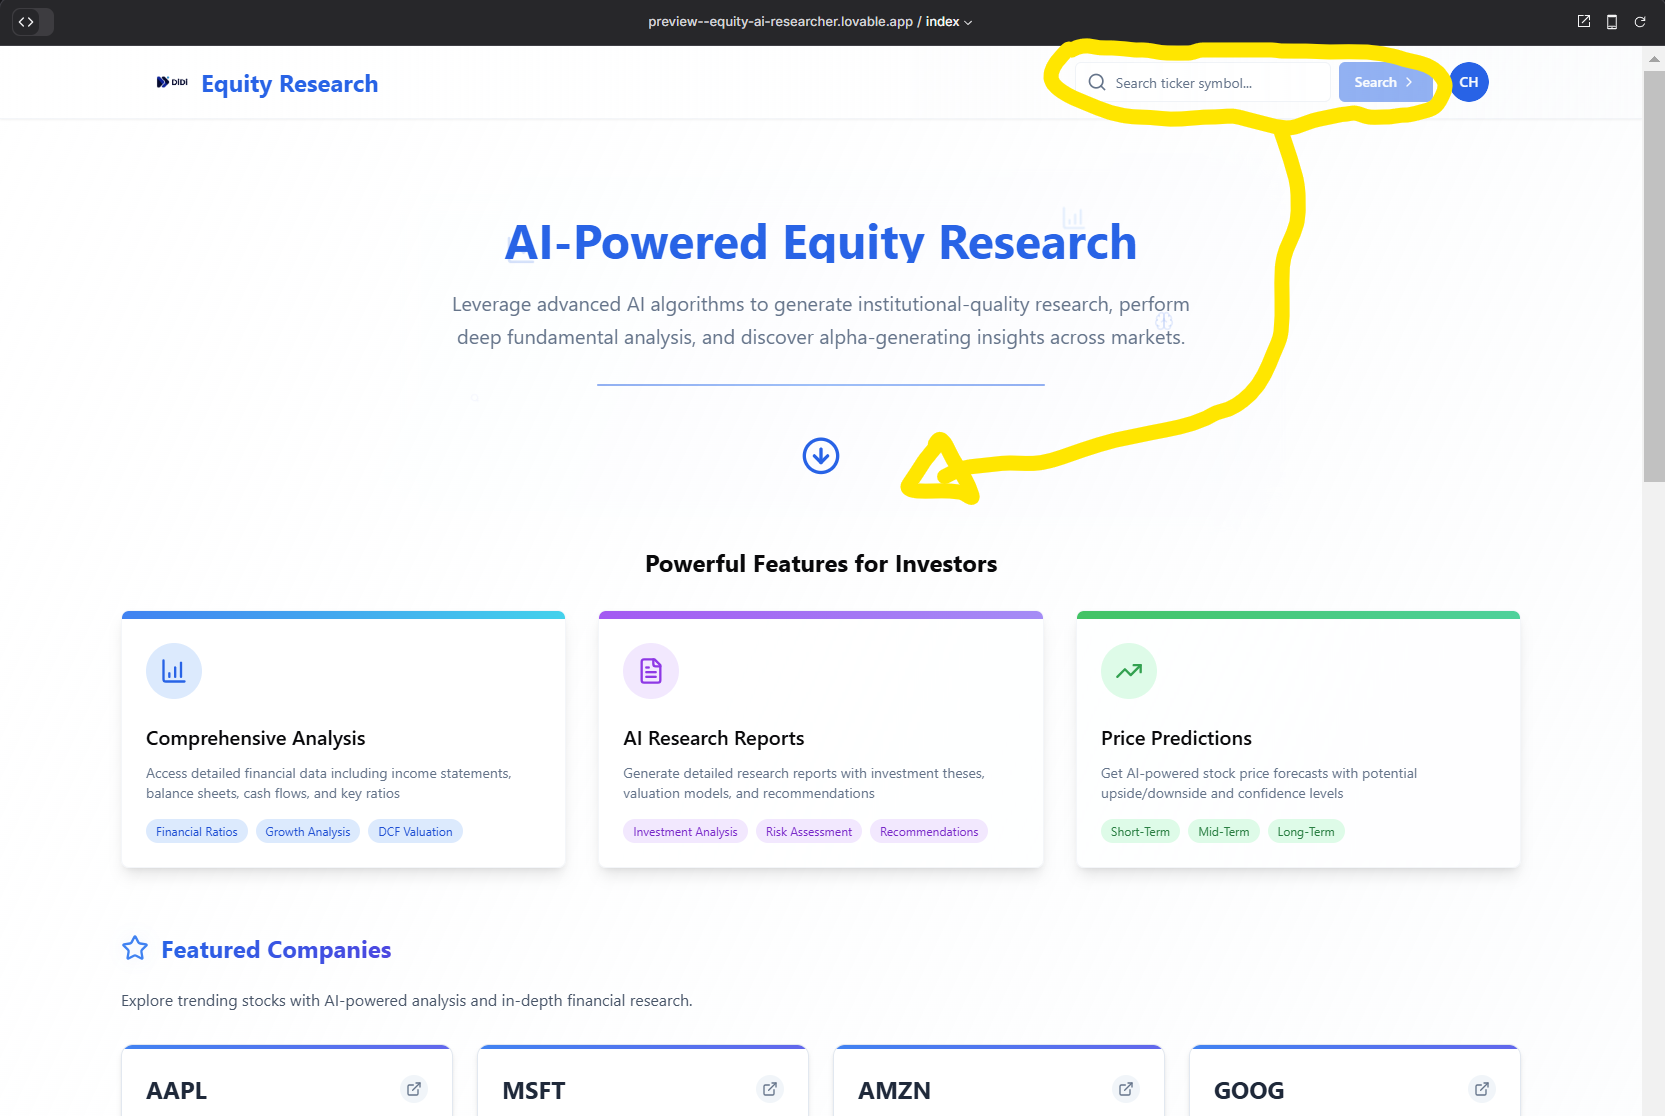 preview--equity-ai-researcher.lovable.app / index
DIDI
Equity Research
Search ticker symbol...
Search
CH
AI-Powered Equity Research
Leverage advanced AI algorithms to generate institutional-quality research, perform
deep fundamental analysis, and discover alpha-generating insights across markets.
Powerful Features for Investors
Comprehensive Analysis
Access detailed financial data including income statements,
balance sheets, cash flows, and key ratios
Financial Ratios
Growth Analysis
DCF Valuation
AI Research Reports
Generate detailed research reports with investment theses,
valuation models, and recommendations
Investment Analysis
Risk Assessment
Recommendations
Price Predictions
Get AI-powered stock price forecasts with potential
upside/downside and confidence levels
Short-Term
Mid-Term
Long-Term
Featured Companies
Explore trending stocks with AI-powered analysis and in-depth financial research.
AAPL
MSFT
AMZN
GOOG